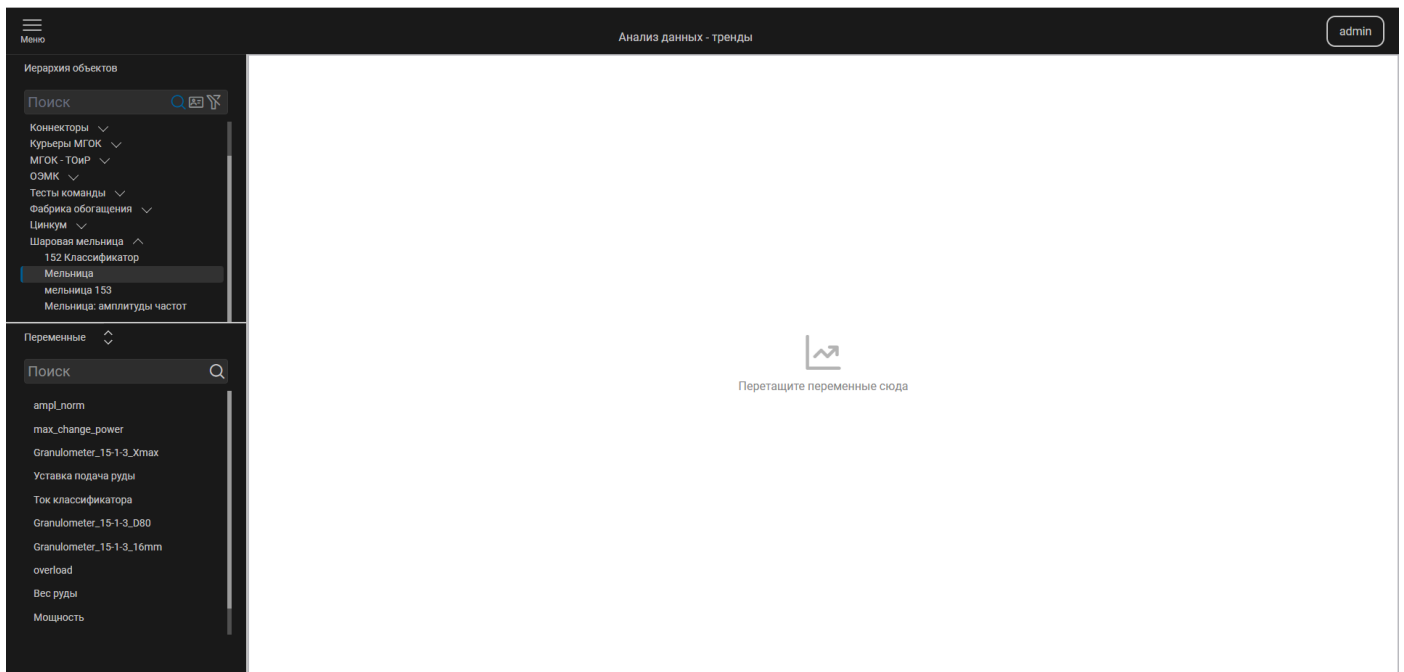 Меню
Анализ данных - тренды
admin
Иерархия объектов
Поиск
Коннекторы
Курьеры МГОК
МГОК - ТОиР
ОЭМК
Тесты команды
Фабрика обогащения
Цинкум
Шаровая мельница
152 Классификатор
Мельница
мельница 153
Мельница: амплитуды частот
Переменные
Поиск
ampl_norm
max_change_power
Granulometer_15-1-3_Xmax
Уставка подача руды
Ток классификатора
Granulometer_15-1-3_D80
Granulometer_15-1-3_16mm
overload
Вес руды
Мощность
Перетащите переменные сюда